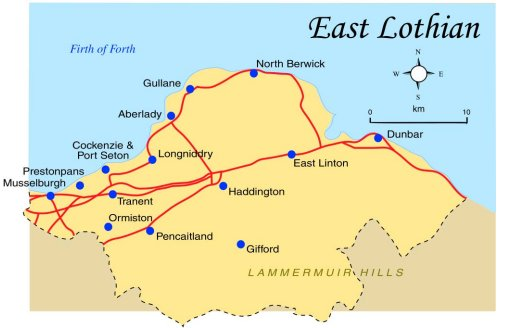 East Lothian
Firth of Forth
N
W
E
S
km
0
10
North Berwick
Gullane
Aberlady
Dunbar
Cockenzie &
Port Seton
Longniddry
East Linton
Prestonpans
Musselburgh
Tranent
Haddington
Ormiston
Pencaitland
Gifford
LAMMERMUIR HILLS